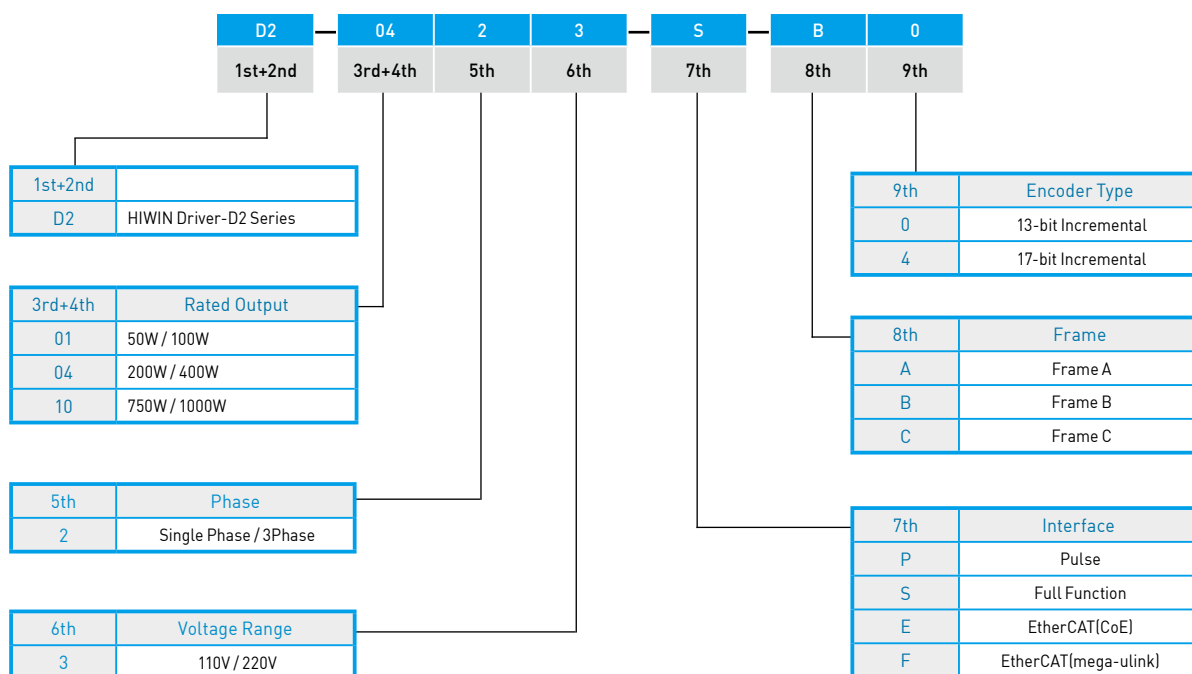 D2 — 04 2 3 — S — B 0
1st+2nd 3rd+4th 5th 6th 7th 8th 9th
1st+2nd
D2 HIWIN Driver-D2 Series
3rd+4th Rated Output
01 50W / 100W
04 200W / 400W
10 750W / 1000W
5th Phase
2 Single Phase / 3Phase
6th Voltage Range
3 110V / 220V
9th Encoder Type
0 13-bit Incremental
4 17-bit Incremental
8th Frame
A Frame A
B Frame B
C Frame C
7th Interface
P Pulse
S Full Function
E EtherCAT(CoE)
F EtherCAT(mega-ulink)